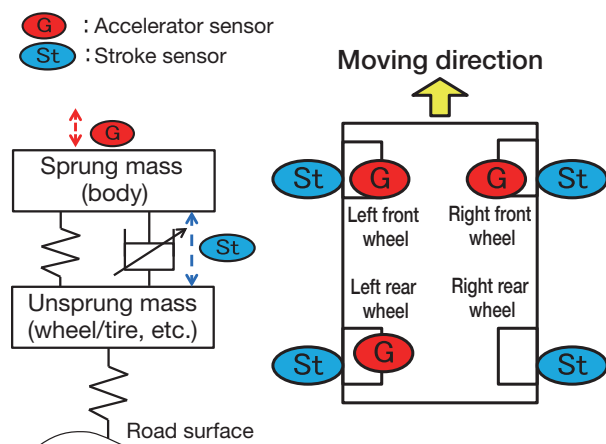 G : Accelerator sensor
St : Stroke sensor
G
Sprung mass
(body)
St
Unsprung mass
(wheel/tire, etc.)
Road surface
Moving direction
St G G St
Left front
wheel
Right front
wheel
Left rear
wheel
Right rear
wheel
St G St